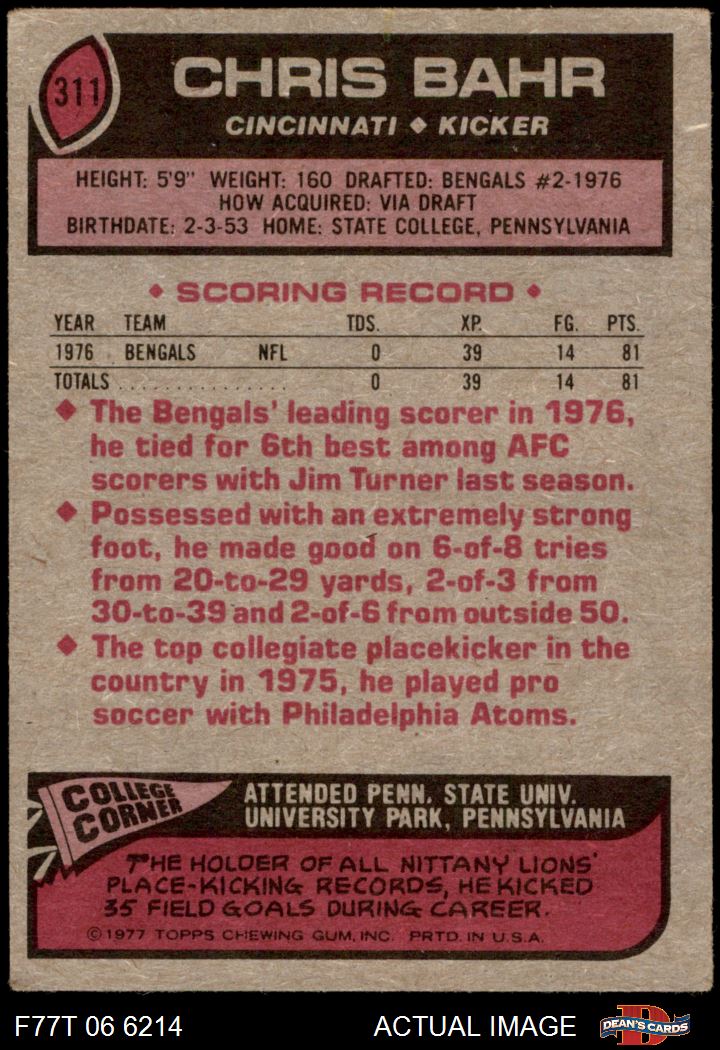 311
CHRIS BAHR
CINCINNATI ◆ KICKER
HEIGHT: 5'9" WEIGHT: 160 DRAFTED: BENGALS #2-1976
HOW ACQUIRED: VIA DRAFT
BIRTHDATE: 2-3-53 HOME: STATE COLLEGE, PENNSYLVANIA
◆ SCORING RECORD ◆
YEAR TEAM TDS. XP. FG. PTS.
1976 BENGALS NFL 0 39 14 81
TOTALS ................ 0 39 14 81
◆ The Bengals' leading scorer in 1976,
he tied for 6th best among AFC
scorers with Jim Turner last season.
◆ Possessed with an extremely strong
foot, he made good on 6-of-8 tries
from 20-to-29 yards, 2-of-3 from
30-to-39 and 2-of-6 from outside 50.
◆ The top collegiate placekicker in the
country in 1975, he played pro
soccer with Philadelphia Atoms.
COLLEGE
CORNER
ATTENDED PENN. STATE UNIV.
UNIVERSITY PARK, PENNSYLVANIA
THE HOLDER OF ALL NITTANY LIONS'
PLACE-KICKING RECORDS, HE KICKED
35 FIELD GOALS DURING CAREER.
© 1977 TOPPS CHEWING GUM, INC. PRTD. IN U.S.A.
F77T 06 6214 ACTUAL IMAGE
D
DEAN'S CARDS